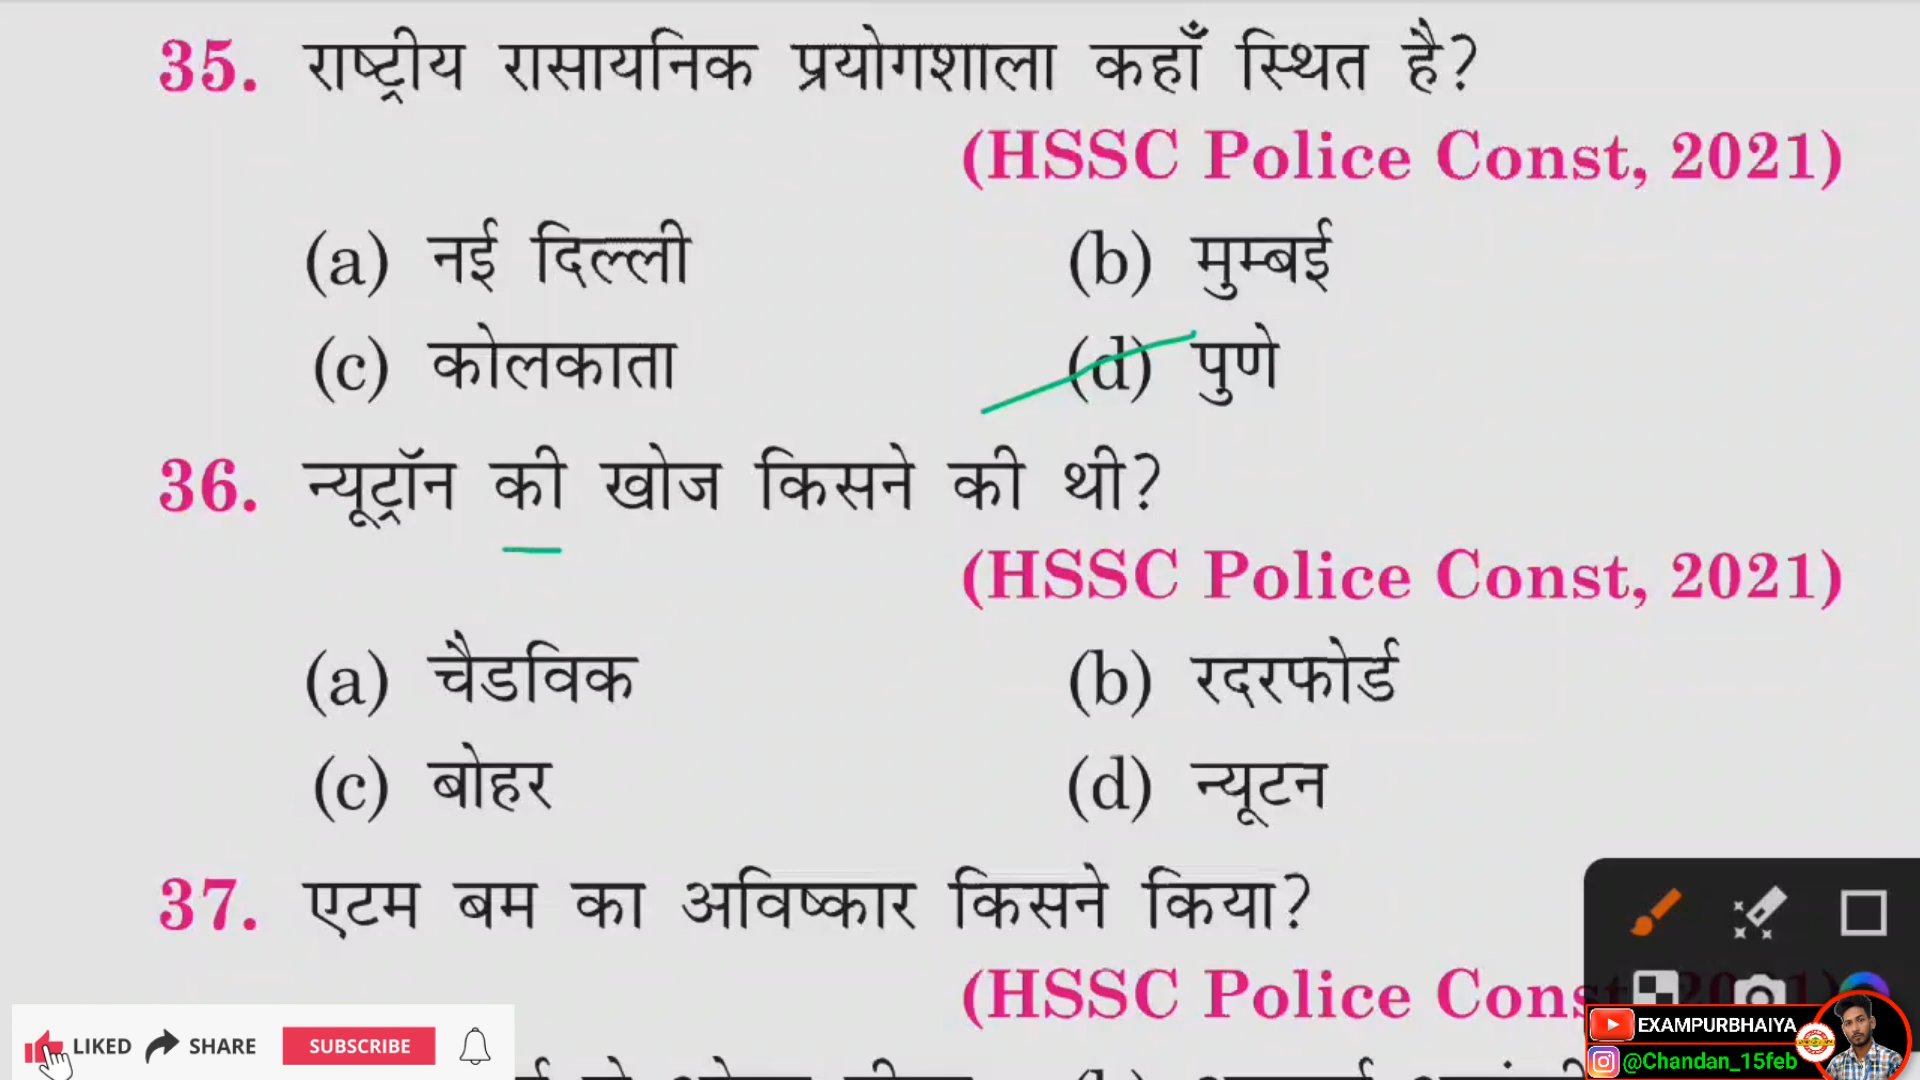 35. राष्ट्रीय रासायनिक प्रयोगशाला कहाँ स्थित है?
(HSSC Police Const, 2021)
(a) नई दिल्ली (b) मुम्बई
(c) कोलकाता (d) पुणे
36. न्यूट्रॉन की खोज किसने की थी?
(HSSC Police Const, 2021)
(a) चैडविक (b) रदरफोर्ड
(c) बोहर (d) न्यूटन
37. एटम बम का अविष्कार किसने किया?
(HSSC Police Const
LIKED SHARE SUBSCRIBE
EXAMPURBHAIYA
@Chandan_15feb